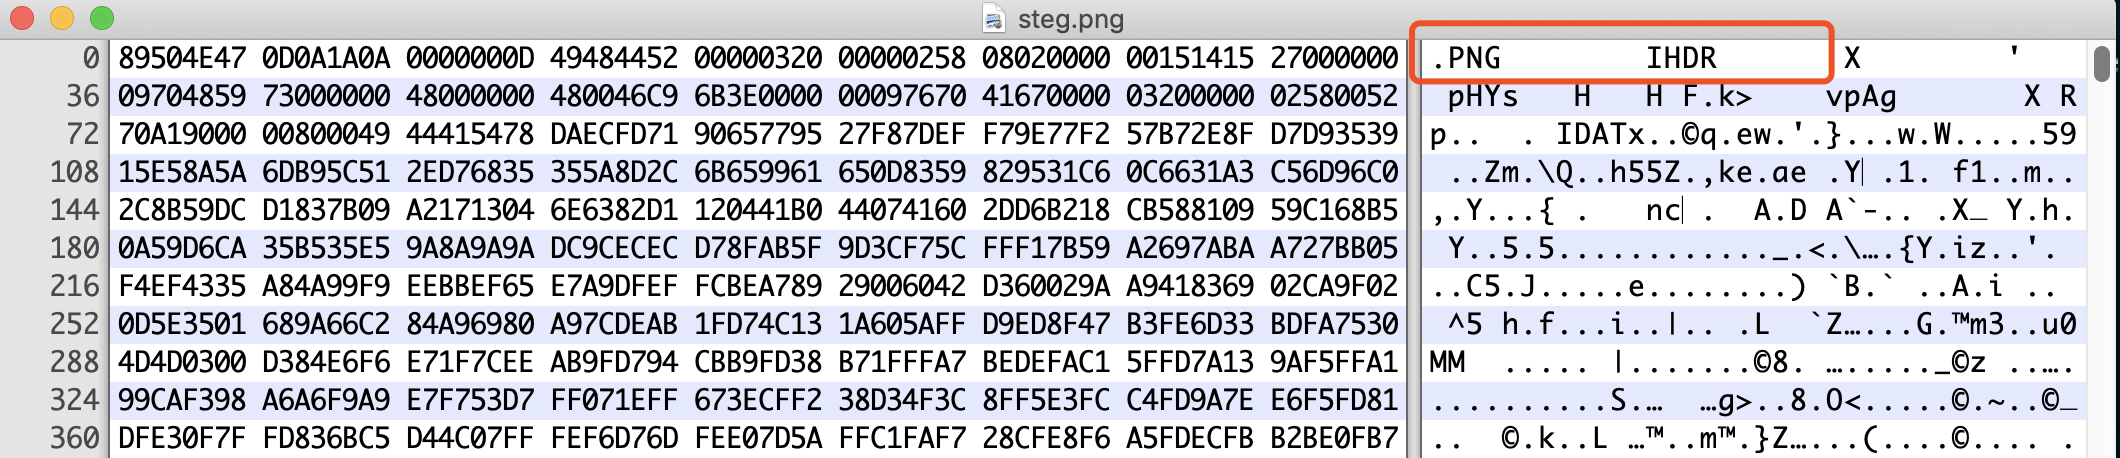 steg.png
0 89504E47 0D0A1A0A 0000000D 49484452 00000320 00000258 08020000 00151415 27000000 .PNG IHDR X '
36 09704859 73000000 48000000 480046C9 6B3E0000 00097670 41670000 03200000 02580052 pHYs H H F.k> vpAg X R
72 70A19000 00800049 44415478 DAECFD71 90657795 27F87DEF F79E77F2 57B72E8F D7D93539 p.. . IDATx..©q.ew.'.}...w.W.....59
108 15E58A5A 6DB95C51 2ED76835 355A8D2C 6B659961 650D8359 829531C6 0C6631A3 C56D96C0 ..Zm.\Q..h55Z.,ke.ae .Y| .1. f1..m..
144 2C8B59DC D1837B09 A2171304 6E6382D1 120441B0 44074160 2DD6B218 CB588109 59C168B5 ,.Y...{ . nc| . A.D A`-.. .X_ Y.h.
180 0A59D6CA 35B535E5 9A8A9A9A DC9CECEC D78FAB5F 9D3CF75C FFF17B59 A2697ABA A727BB05 Y..5.5............_.<.\….{Y.iz..'.
216 F4EF4335 A84A99F9 EEBBEF65 E7A9DFEF FCBEA789 29006042 D360029A A9418369 02CA9F02 ..C5.J.....e........) `B.` ..A.i ..
252 0D5E3501 689A66C2 84A96980 A97CDEAB 1FD74C13 1A605AFF D9ED8F47 B3FE6D33 BDFA7530 ^5 h.f...i..|.. .L `Z…...G.™m3..u0
288 4D4D0300 D384E6F6 E71F7CEE AB9FD794 CBB9FD38 B71FFFA7 BEDEFAC1 5FFD7A13 9AF5FFA1 MM ..... |.......©8. …....._©z ..….
324 99CAF398 A6A6F9A9 E7F753D7 FF071EFF 673ECFF2 38D34F3C 8FF5E3FC C4FD9A7E E6F5FD81 ..........S.… …g>..8.O<.....©.~..©_
360 DFE30F7F FD836BC5 D44C07FF FEF6D76D FEE07D5A FFC1FAF7 28CFE8F6 A5FDECFB B2BE0FB7 .. ©.k..L …™..m™.}Z…...(....©.... .